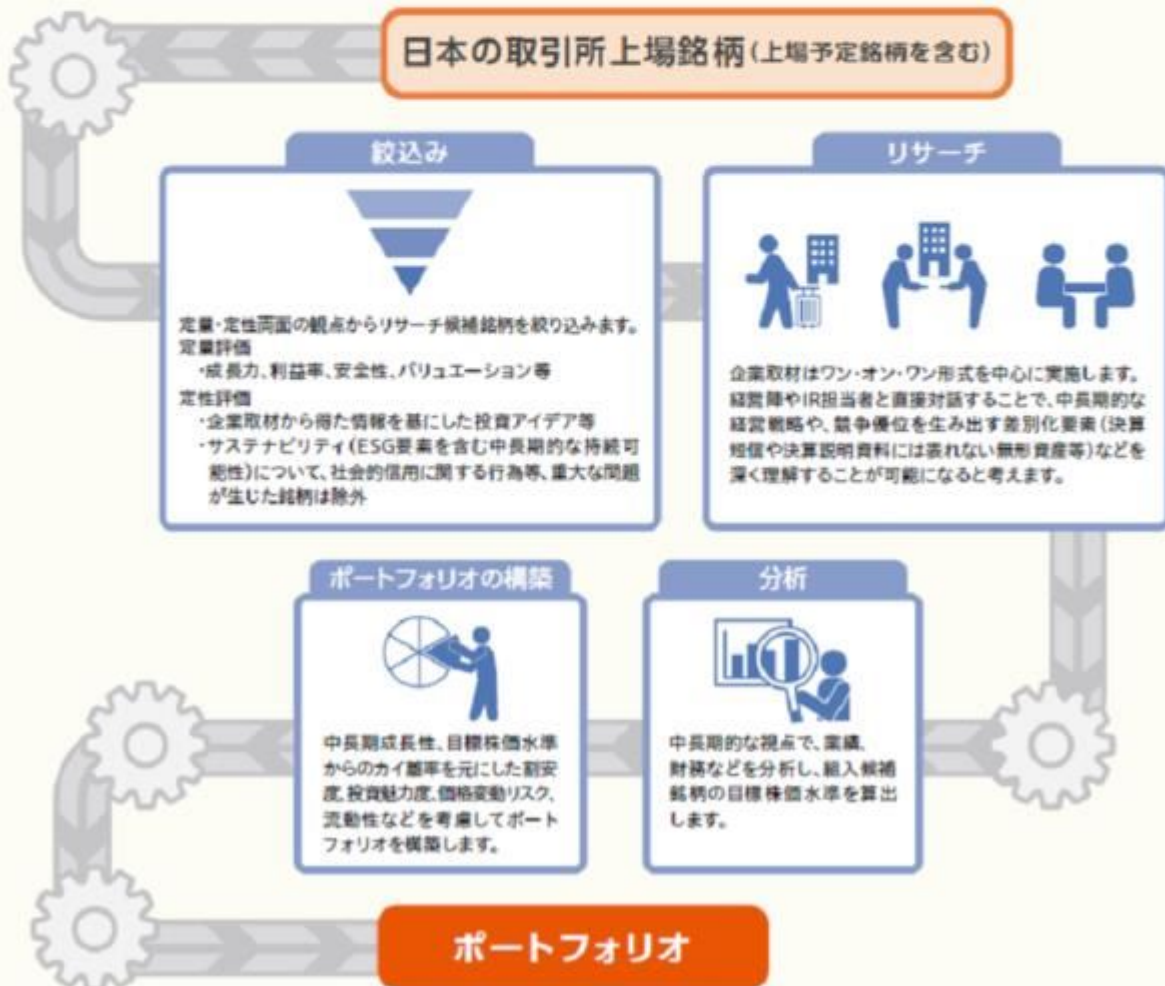 日本の取引所上場銘柄(上場予定銘柄を含む)
絞込み
定量・定性両面の観点からリサーチ候補銘柄を絞り込みます。
定量評価
・成長力、利益率、安全性、バリュエーション等
定性評価
・企業取材から得た情報を基にした投資アイデア等
・サステナビリティ(ESG要素を含む中長期的な持続可
能性)について、社会的信用に関する行為等、重大な問題
が生じた銘柄は除外
リサーチ
企業取材はワン・オン・ワン形式を中心に実施します。
経営陣やIR担当者と直接対話することで、中長期的な
経営戦略や、競争優位を生み出す差別化要素(決算
短信や決算説明資料には表れない無形資産等)などを
深く理解することが可能になると考えます。
分析
中長期的な視点で、業績、
財務などを分析し、組入候補
銘柄の目標株価水準を算出
します。
ポートフォリオの構築
中長期成長性、目標株価水準
からのカイ離率を元にした割安
度、投資魅力度、価格変動リスク、
流動性などを考慮してポート
フォリオを構築します。
ポートフォリオ